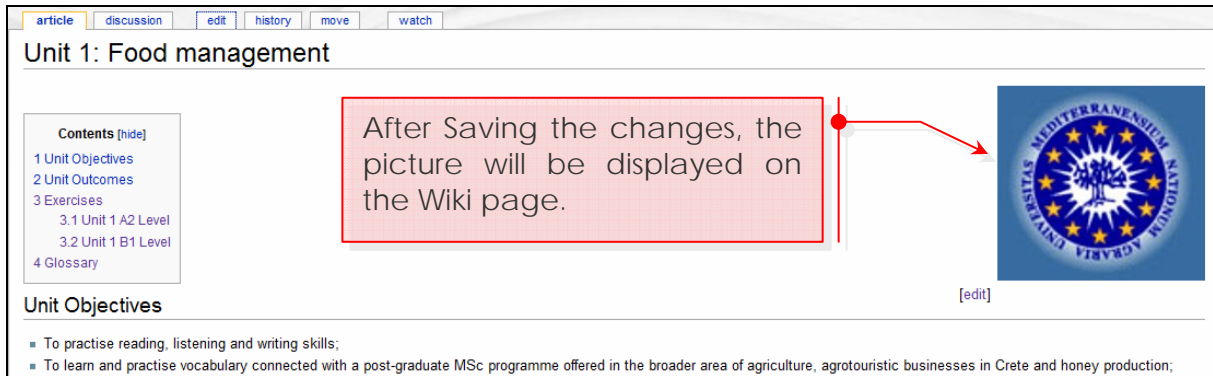 article discussion edit history move watch
Unit 1: Food management
Contents [hide]
1 Unit Objectives
2 Unit Outcomes
3 Exercises
3.1 Unit 1 A2 Level
3.2 Unit 1 B1 Level
4 Glossary
After Saving the changes, the
picture will be displayed on
the Wiki page.
UNIVERSITAS MEDITERRANENSIUM NATIONUM AGRARIA
[edit]
Unit Objectives
To practise reading, listening and writing skills;
To learn and practise vocabulary connected with a post-graduate MSc programme offered in the broader area of agriculture, agrotouristic businesses in Crete and honey production;